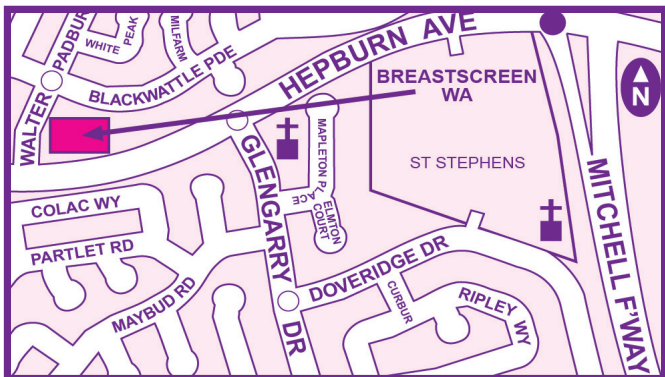 WALTER PADBURY
WHITE PEAK
MILFARM
BLACKWATTLE PDE
HEPBURN AVE
BREASTSCREEN
WA
N
ST STEPHENS
MITCHELL F'WAY
GLENGARRY DR
MAPLETON PLACE
ELMTON
COURT
COLAC WY
PARTLET RD
MAYBUD RD
DOVERIDGE DR
CURBUR
RIPLEY WY